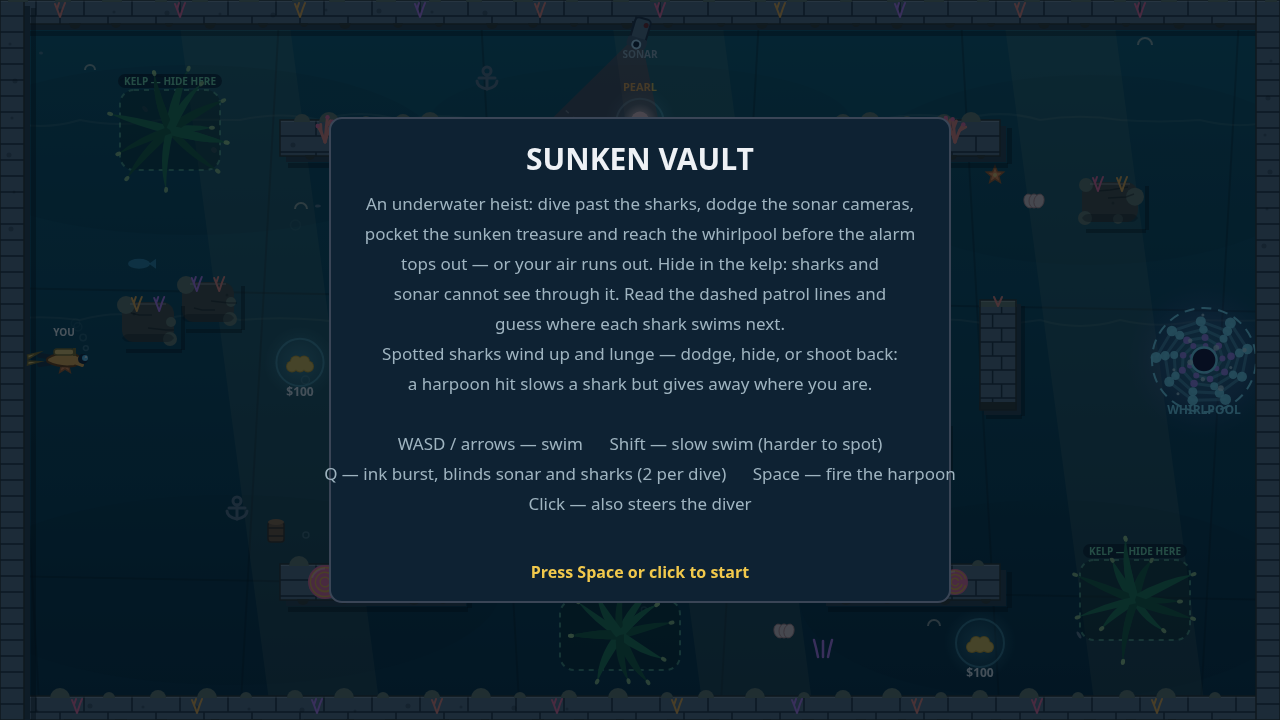 SONAR
KELP -- HIDE HERE
PEARL
SUNKEN VAULT
An underwater heist: dive past the sharks, dodge the sonar cameras,
pocket the sunken treasure and reach the whirlpool before the alarm
tops out — or your air runs out. Hide in the kelp: sharks and
sonar cannot see through it. Read the dashed patrol lines and
guess where each shark swims next.
Spotted sharks wind up and lunge — dodge, hide, or shoot back:
a harpoon hit slows a shark but gives away where you are.
YOU
$100
WHIRLPOOL
WASD / arrows — swim Shift — slow swim (harder to spot)
Q — ink burst, blinds sonar and sharks (2 per dive) Space — fire the harpoon
Click — also steers the diver
KELP — HIDE HERE
Press Space or click to start
$100